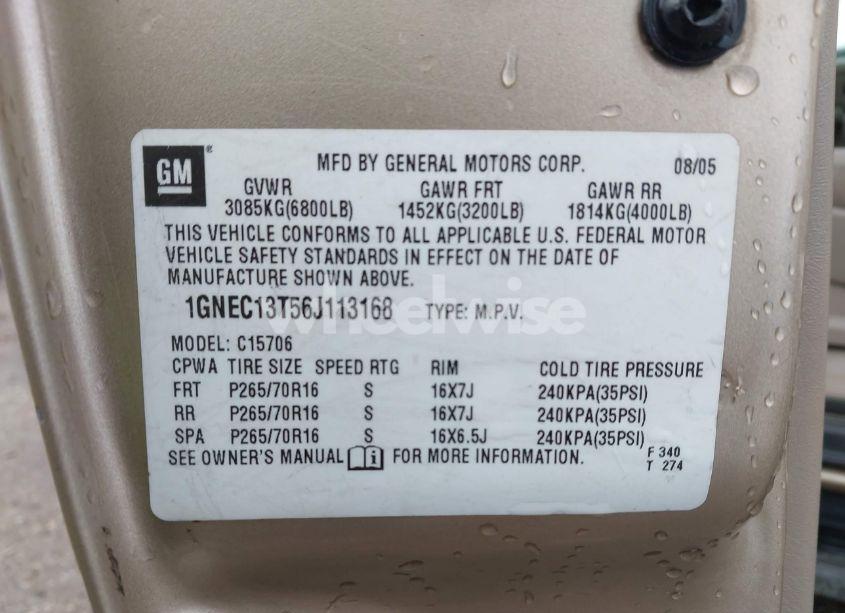 GM
MFD BY GENERAL MOTORS CORP. 08/05
GVWR GAWR FRT GAWR RR
3085KG(6800LB) 1452KG(3200LB) 1814KG(4000LB)
THIS VEHICLE CONFORMS TO ALL APPLICABLE U.S. FEDERAL MOTOR
VEHICLE SAFETY STANDARDS IN EFFECT ON THE DATE OF
MANUFACTURE SHOWN ABOVE.
1GNEC13T56J113168 TYPE: M.P.V.
wheelwise
MODEL: C15706
CPWA TIRE SIZE SPEED RTG RIM COLD TIRE PRESSURE
FRT P265/70R16 S 16X7J 240KPA(35PSI)
RR P265/70R16 S 16X7J 240KPA(35PSI)
SPA P265/70R16 S 16X6.5J 240KPA(35PSI)
SEE OWNER'S MANUAL i FOR MORE INFORMATION.
F 340
T 274